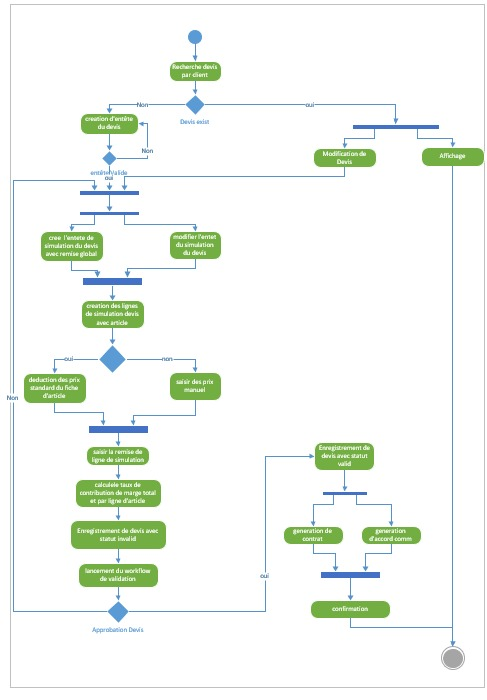 Recherche devis
par client
Non
oui
Devis exist
creation d'entéte
du devis
Non
Modification de
Devis
Affichage
entéte Valide
oui
cree l'entete de
simulation du devis
avec remise global
modifier l'entet
du simulation
du devis
creation des lignes
de simulation devis
avec article
oui
non
deduction des prix
standard du fiche
d'article
saisir des prix
manuel
Non
saisir la remise de
ligne de simulation
Enregistrement de
devis avec statut
valid
calculele taux de
contribution de marge total
et par ligne d'article
Enregistrement de devis avec
statut invalid
generation de
contrat
generation
d'accord comm
lancement du workflow
de validation
oui
confirmation
Approbation Devis